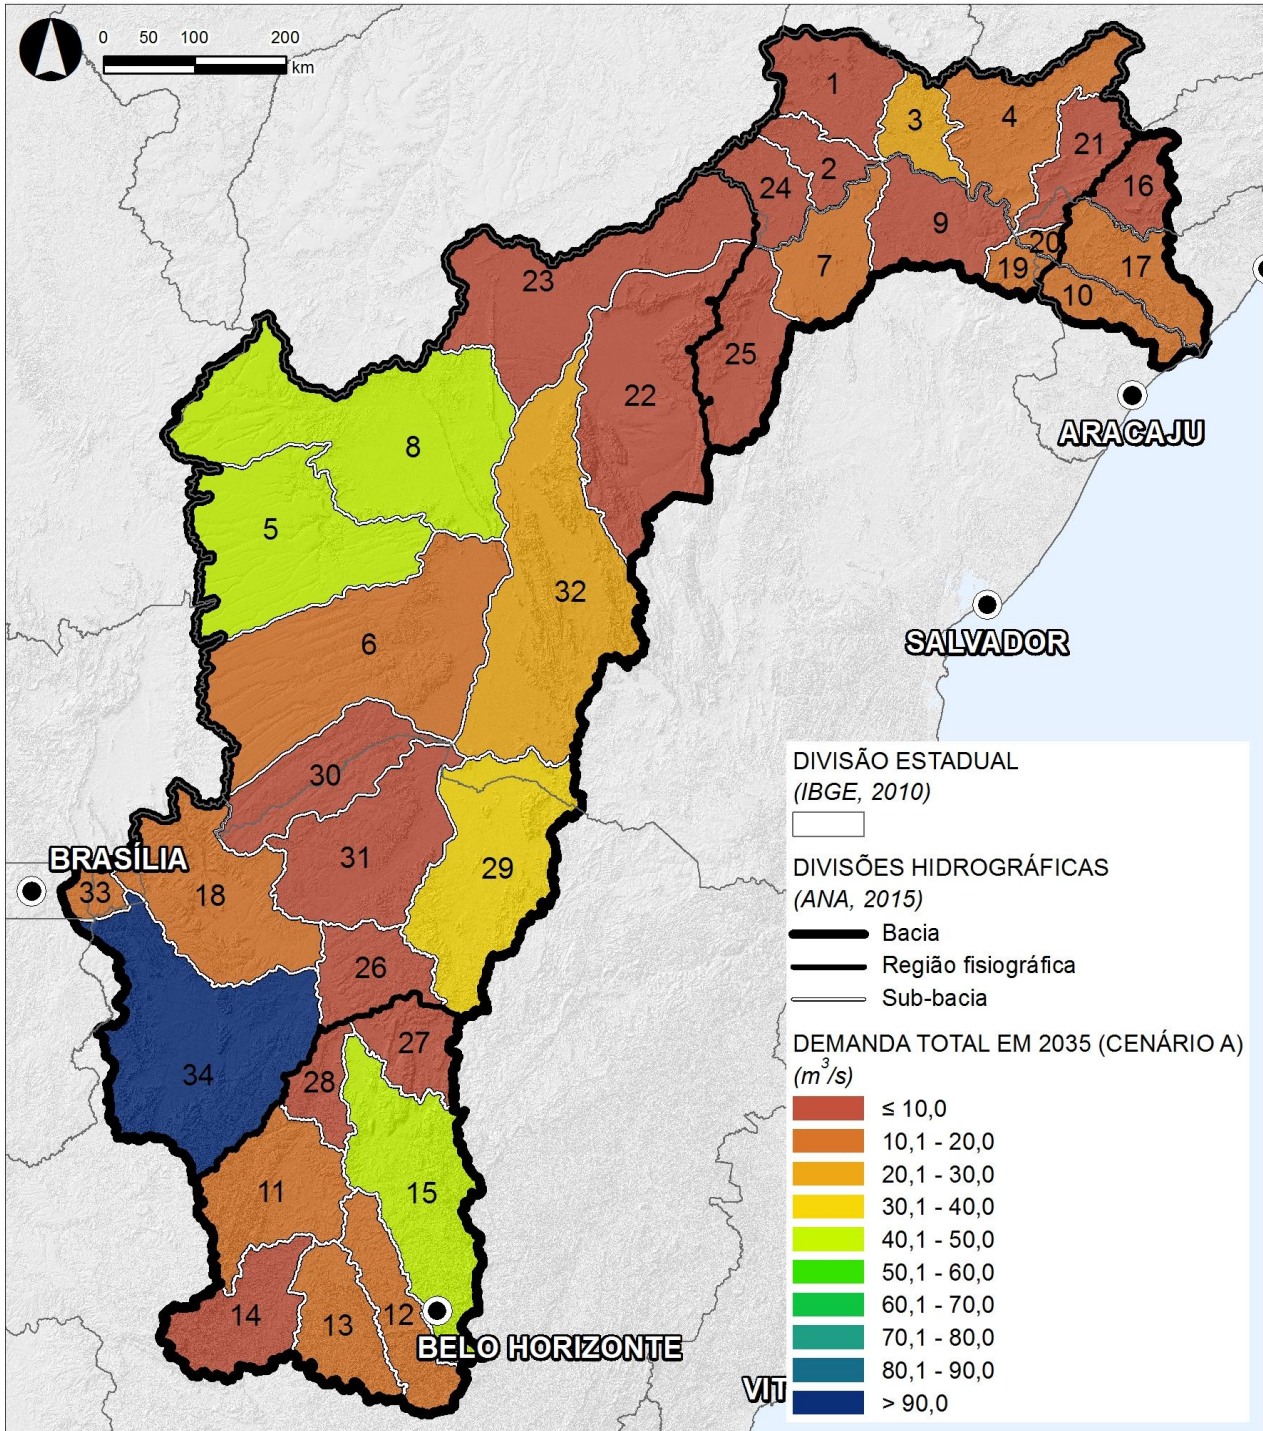 0 50 100 200
km
1
3
4
2
21
24
16
9
7
20
19
17
10
23
25
22
8
ARACAJU
5
32
SALVADOR
6
30
31
29
BRASÍLIA
33
18
26
27
28
34
11
15
14
13
12
BELO HORIZONTE
VIT
DIVISÃO ESTADUAL
(IBGE, 2010)
DIVISÕES HIDROGRÁFICAS
(ANA, 2015)
Bacia
Região fisiográfica
Sub-bacia
DEMANDA TOTAL EM 2035 (CENÁRIO A)
(m³/s)
≤ 10,0
10,1 - 20,0
20,1 - 30,0
30,1 - 40,0
40,1 - 50,0
50,1 - 60,0
60,1 - 70,0
70,1 - 80,0
80,1 - 90,0
> 90,0